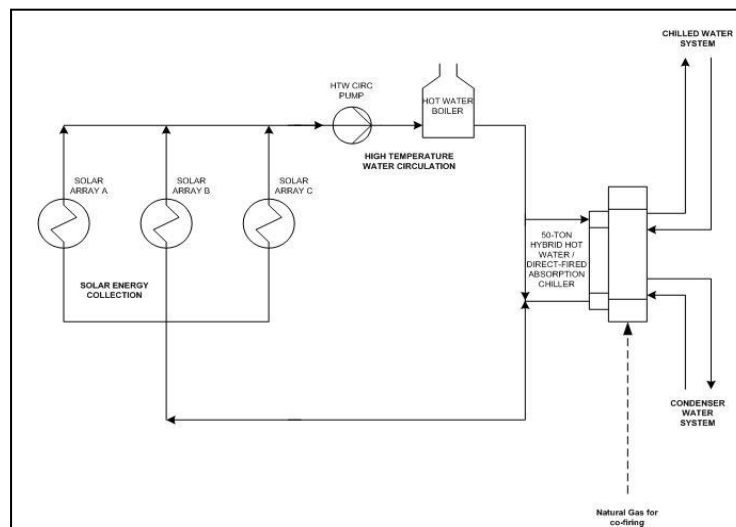 CHILLED WATER
SYSTEM
HTW CIRC
PUMP
HOT WATER
BOILER
HIGH TEMPERATURE
WATER CIRCULATION
SOLAR
ARRAY A
SOLAR
ARRAY B
SOLAR
ARRAY C
SOLAR ENERGY
COLLECTION
50-TON
HYBRID HOT
WATER /
DIRECT-FIRED
ABSORPTION
CHILLER
CONDENSER
WATER
SYSTEM
Natural Gas for
co-firing